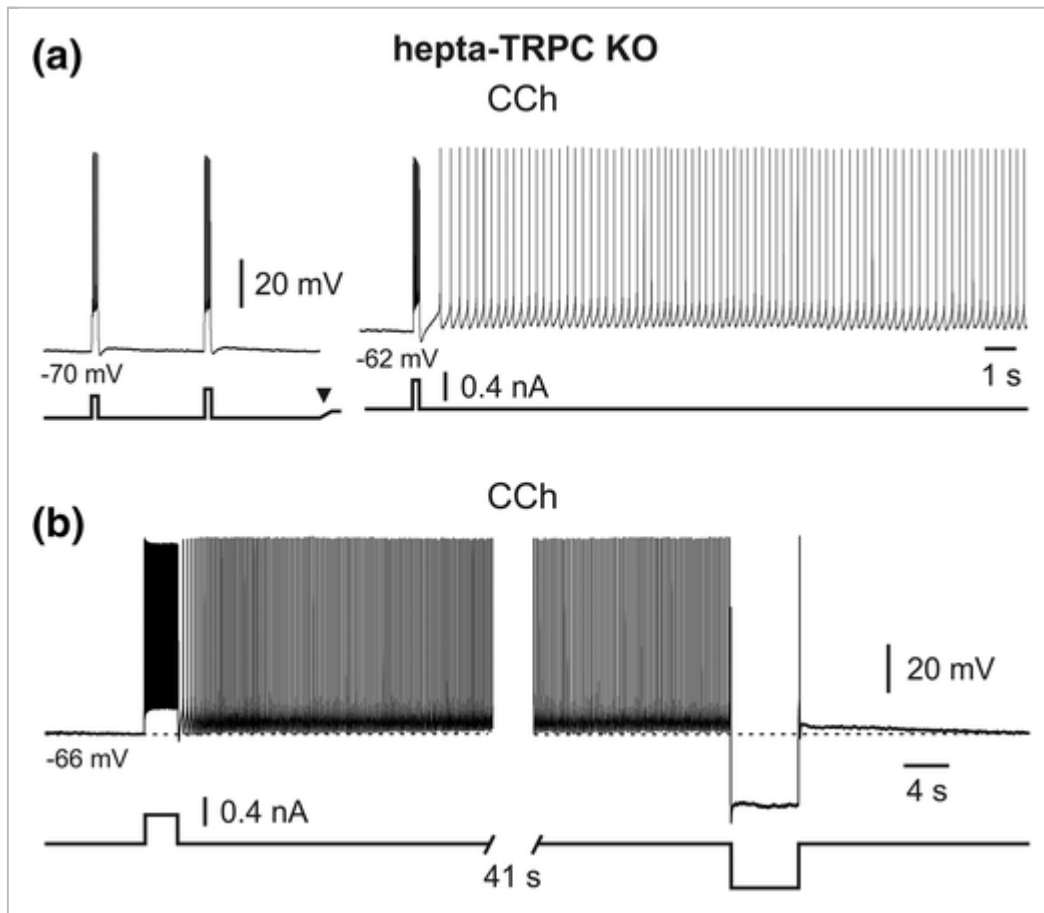 (a)
hepta-TRPC KO
CCh
20 mV
-70 mV
-62 mV
1 s
0.4 nA
CCh
(b)
20 mV
-66 mV
4 s
0.4 nA
41 s